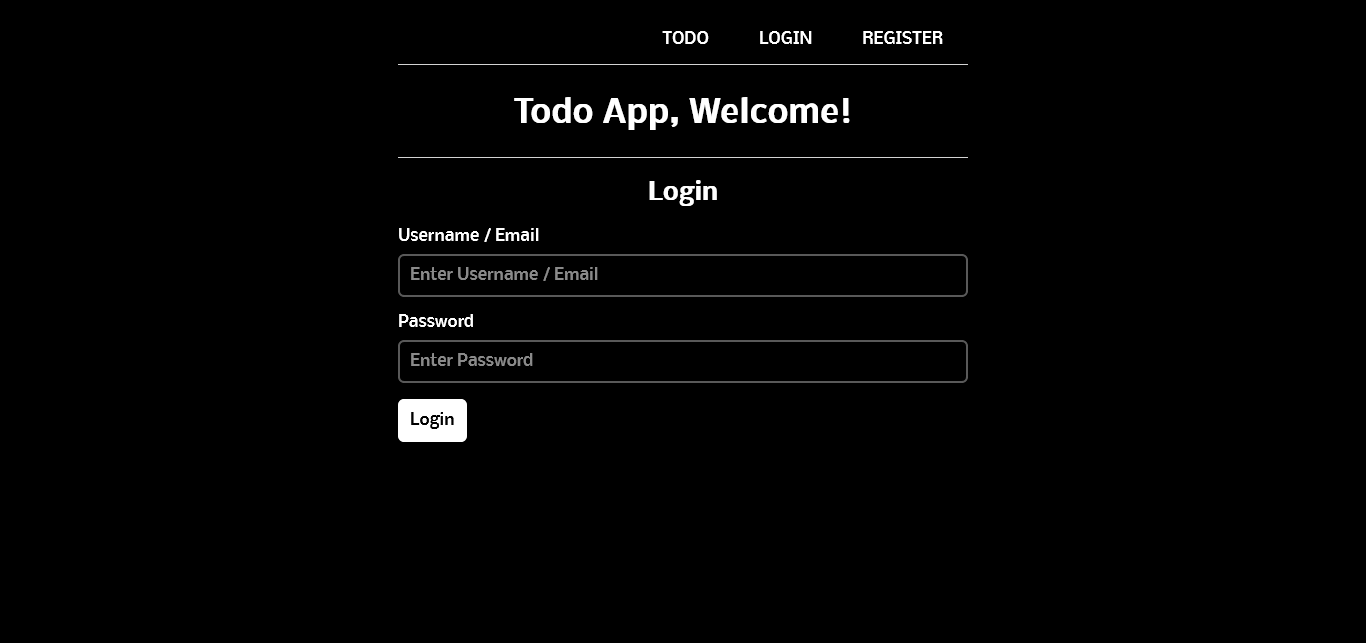 TODO LOGIN REGISTER
Todo App, Welcome!
Login
Username / Email
Enter Username / Email
Password
Enter Password
Login